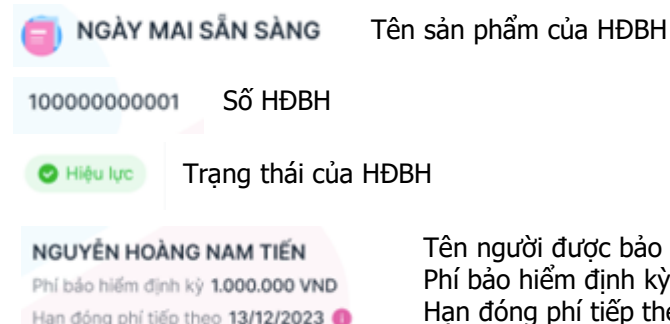 NGÀY MAI SẴN SÀNG Tên sản phẩm của HĐBH
100000000001 Số HĐBH
Hiệu lực Trạng thái của HĐBH
NGUYỄN HOÀNG NAM TIẾN Tên người được bảo
Phí bảo hiểm định kỳ 1.000.000 VND Phí bảo hiểm định kỳ
Hạn đóng phí tiếp theo 13/12/2023 Hạn đóng phí tiếp the